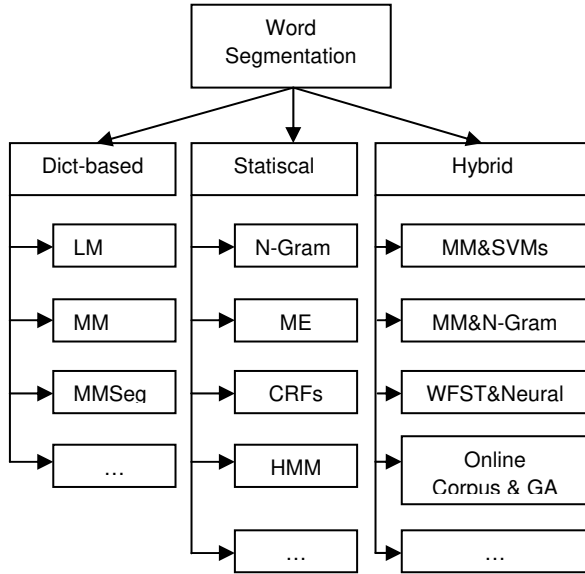 Word
Segmentation
Dict-based
LM
MM
MMSeg
...
Statiscal
N-Gram
ME
CRFs
HMM
...
Hybrid
MM&SVMs
MM&N-Gram
WFST&Neural
Online
Corpus & GA
...